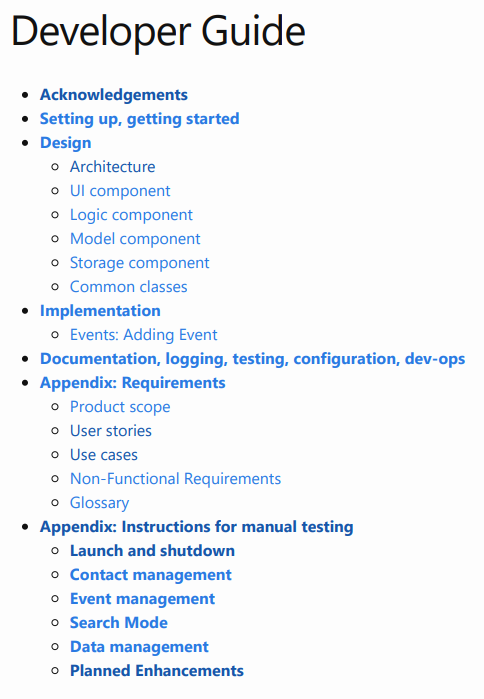 Developer Guide
Acknowledgements
Setting up, getting started
Design
Architecture
UI component
Logic component
Model component
Storage component
Common classes
Implementation
Events: Adding Event
Documentation, logging, testing, configuration, dev-ops
Appendix: Requirements
Product scope
User stories
Use cases
Non-Functional Requirements
Glossary
Appendix: Instructions for manual testing
Launch and shutdown
Contact management
Event management
Search Mode
Data management
Planned Enhancements